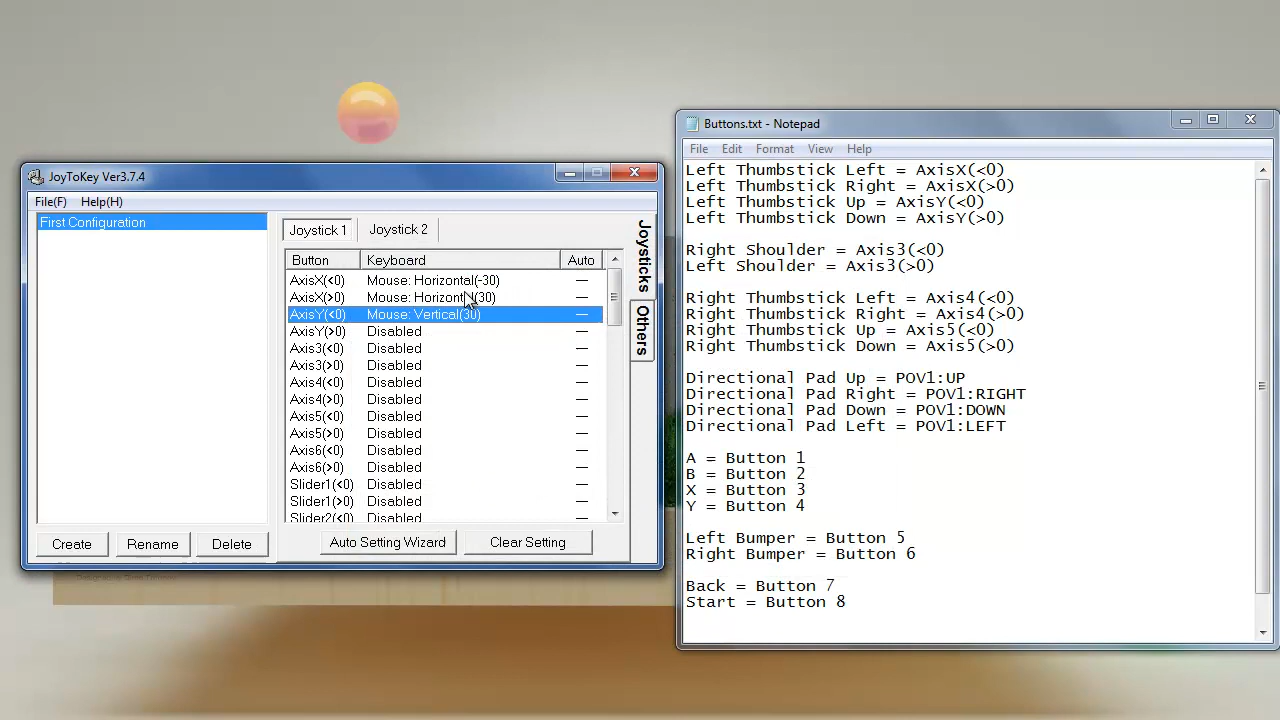 JoyToKey Ver3.7.4
File(F) Help(H)
First Configuration
Create Rename Delete
Joystick 1 Joystick 2
Button Keyboard Auto
AxisX(<0) Mouse: Horizontal(-30) —
AxisX(>0) Mouse: Horizontal(30) —
AxisY(<0) Mouse: Vertical(30) —
AxisY(>0) Disabled —
Axis3(<0) Disabled —
Axis3(>0) Disabled —
Axis4(<0) Disabled —
Axis4(>0) Disabled —
Axis5(<0) Disabled —
Axis5(>0) Disabled —
Axis6(<0) Disabled —
Axis6(>0) Disabled —
Slider1(<0) Disabled —
Slider1(>0) Disabled —
Slider2(<0) Disabled —
Auto Setting Wizard Clear Setting
Joysticks
Others
Buttons.txt - Notepad
File Edit Format View Help
Left Thumbstick Left = AxisX(<0)
Left Thumbstick Right = AxisX(>0)
Left Thumbstick Up = AxisY(<0)
Left Thumbstick Down = AxisY(>0)
Right Shoulder = Axis3(<0)
Left Shoulder = Axis3(>0)
Right Thumbstick Left = Axis4(<0)
Right Thumbstick Right = Axis4(>0)
Right Thumbstick Up = Axis5(<0)
Right Thumbstick Down = Axis5(>0)
Directional Pad Up = POV1:UP
Directional Pad Right = POV1:RIGHT
Directional Pad Down = POV1:DOWN
Directional Pad Left = POV1:LEFT
A = Button 1
B = Button 2
X = Button 3
Y = Button 4
Left Bumper = Button 5
Right Bumper = Button 6
Back = Button 7
Start = Button 8